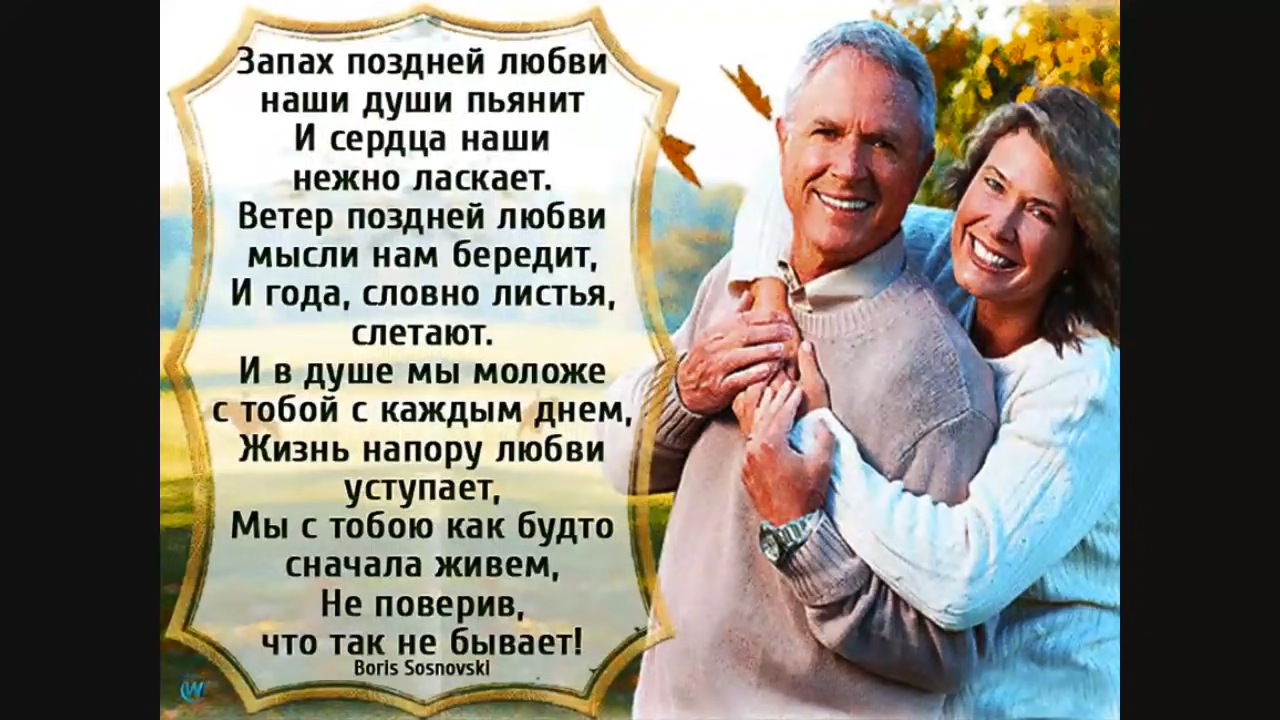 Запах поздней любви
наши души пьянит
И сердца наши
нежно ласкает.
Ветер поздней любви
мысли нам бередит,
И года, словно листья,
слетают.
И в душе мы моложе
с тобой с каждым днем,
Жизнь напору любви
уступает,
Мы с тобою как будто
сначала живем,
Не поверив,
что так не бывает!
Boris Sosnovski
W